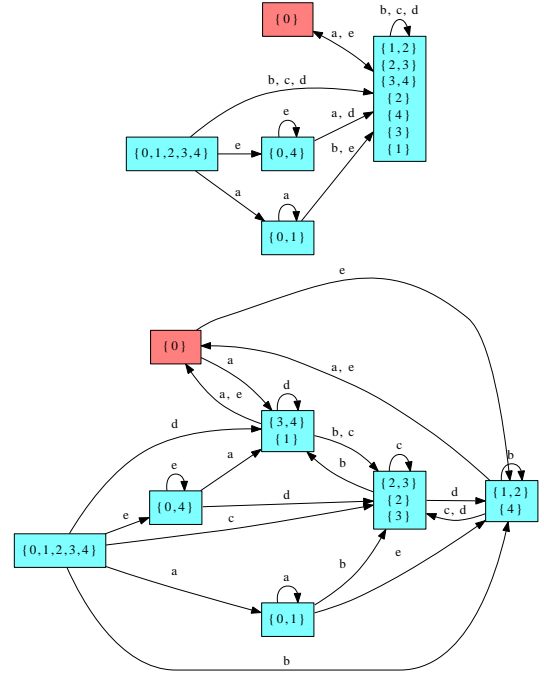 b, c, d
{0}
a, e
{1,2}
{2,3}
{3,4}
{2}
{4}
{3}
{1}
b, c, d
e
a, d
{0,1,2,3,4}
e
{0,4}
b, e
a
a
{0,1}
e
{0}
a
a, e
d
a, e
d
{3,4}
{1}
b, c
e
a
c
b
{2,3}
{2}
{3}
d
b
{1,2}
{4}
{0,4}
d
c, d
e
c
{0,1,2,3,4}
a
a
b
e
{0,1}
b